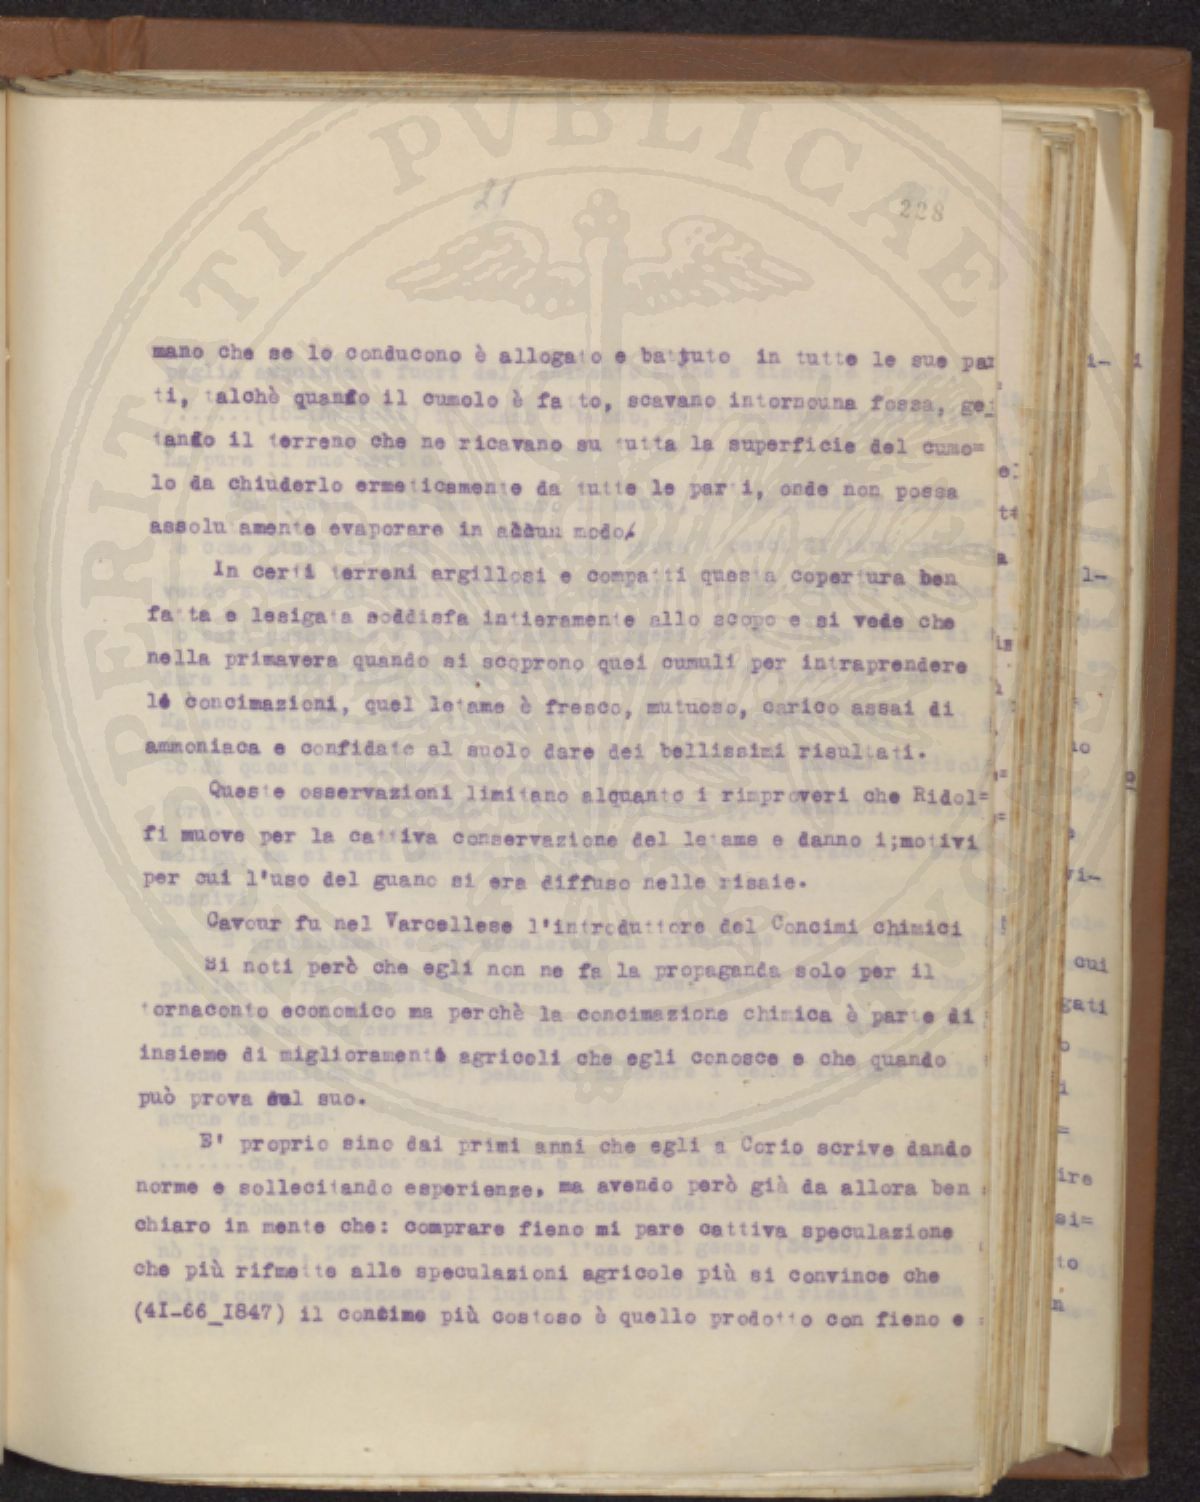 PERITI PVBLICAE
21
228
mano che se lo conducono è allogato e battuto in tutte le sue par
ti, talchè quando il cumolo è fatto, scavano intornouna fossa, get
tando il terreno che ne ricavano su tutta la superficie del cumo=
lo da chiuderlo ermeticamente da tutte le parti, onde non possa
assolutamente evaporare in alcun modo.
In certi terreni argillosi e compatti questa copertura ben
fatta e lesigata soddisfa intieramente allo scopo e si vede che
nella primavera quando si scoprono quei cumuli per intraprendere
le concimazioni, quel letame è fresco, mutuoso, carico assai di
ammoniaca e confidate al suolo dare dei bellissimi risultati.
Queste osservazioni limitano alquanto i rimproveri che Ridol=
fi muove per la cattiva conservazione del letame e danno i;motivi
per cui l'uso del guano si era diffuso nelle risaie.
Cavour fu nel Varcellese l'introduttore del Concimi chimici
Si noti però che egli non ne fa la propaganda solo per il
tornaconto economico ma perchè la concimazione chimica è parte di
insieme di miglioramenti agricoli che egli conosce e che quando
può prova sul suo.
E' proprio sino dai primi anni che egli a Corio scrive dando
norme e sollecitando esperienze, ma avendo però già da allora ben
chiaro in mente che: comprare fieno mi pare cattiva speculazione
che più rifmette alle speculazioni agricole più si convince che
(4I-66_I847) il concime più costoso è quello prodotto con fieno e